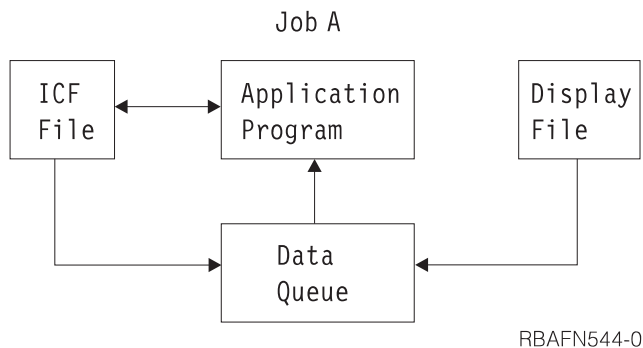 Job A
ICF
File
Application
Program
Display
File
Data
Queue
RBAFN544-0